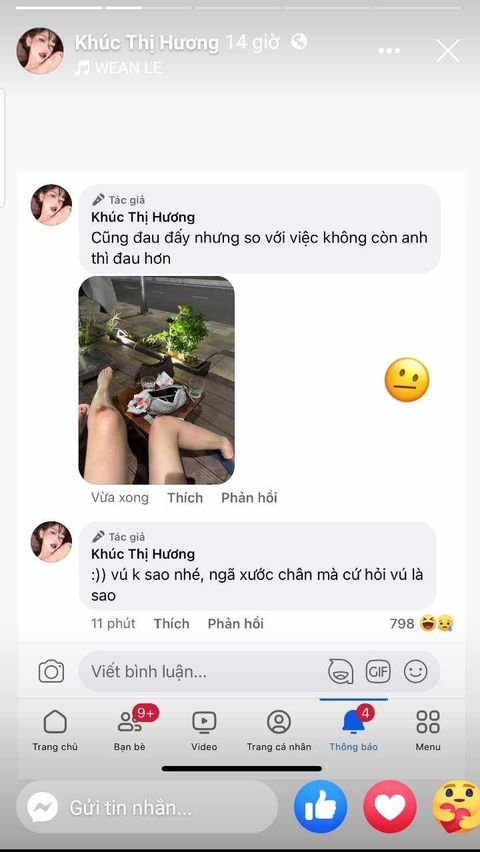 Khúc Thị Hương 14 giờ
WEAN LE
Tác giả
Khúc Thị Hương
Cũng đau đấy nhưng so với việc không còn anh
thì đau hơn
Vừa xong Thích Phản hồi
Tác giả
Khúc Thị Hương
:)) vú k sao nhé, ngã xước chân mà cứ hỏi vú là
sao
11 phút Thích Phản hồi 798
Viết bình luận...
GIF
9+
4
Trang chủ Bạn bè Video Trang cá nhân Thông báo Menu
Gửi tin nhắn...